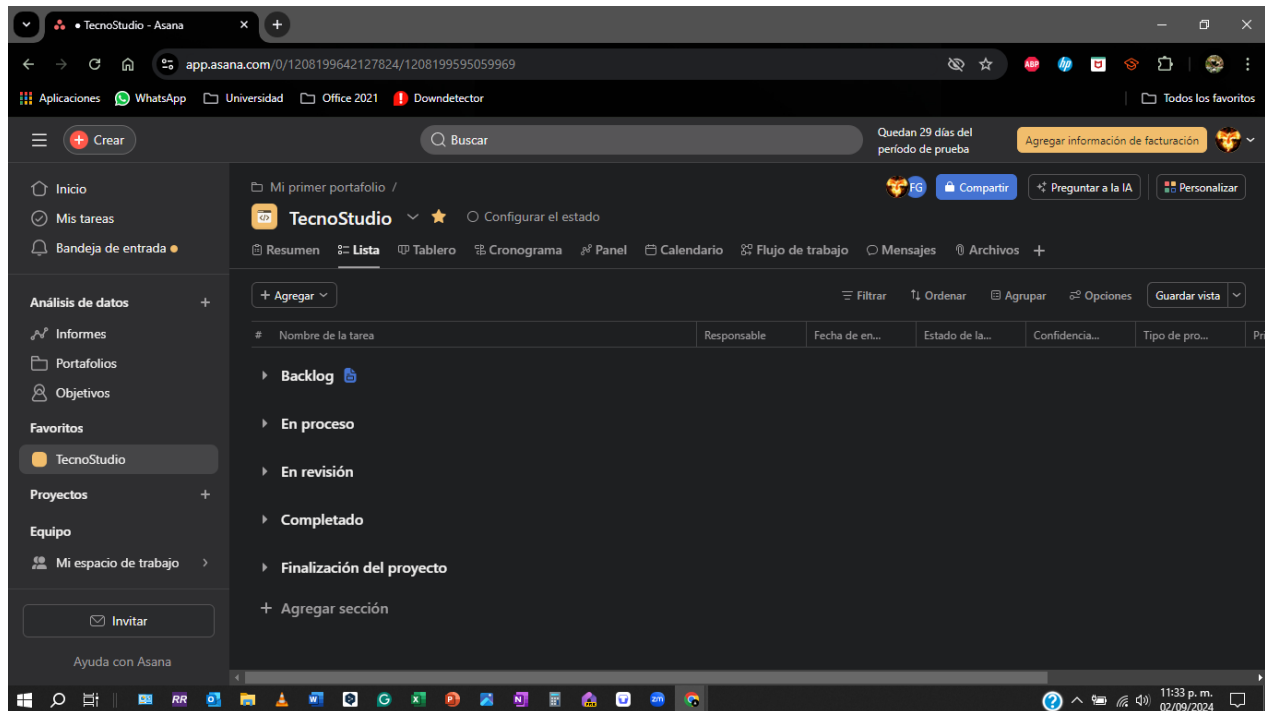 TecnoStudio - Asana
app.asana.com/0/1208199642127824/1208199595059969
ABP
hp
Aplicaciones WhatsApp Universidad Office 2021 Downdetector Todos los favoritos
Crear
Buscar
Quedan 29 días del
período de prueba
Agregar información de facturación
Inicio
Mis tareas
Bandeja de entrada
Análisis de datos
Informes
Portafolios
Objetivos
Favoritos
TecnoStudio
Proyectos
Equipo
Mi espacio de trabajo
Invitar
Ayuda con Asana
Mi primer portafolio /
TecnoStudio
Configurar el estado
FG
Compartir
Preguntar a la IA
Personalizar
Resumen Lista Tablero Cronograma Panel Calendario Flujo de trabajo Mensajes Archivos
+ Agregar
Filtrar Ordenar Agrupar Opciones Guardar vista
# Nombre de la tarea Responsable Fecha de en... Estado de la... Confidencia... Tipo de pro... Pri
Backlog
En proceso
En revisión
Completado
Finalización del proyecto
+ Agregar sección
RR
zm
11:33 p. m.
02/09/2024